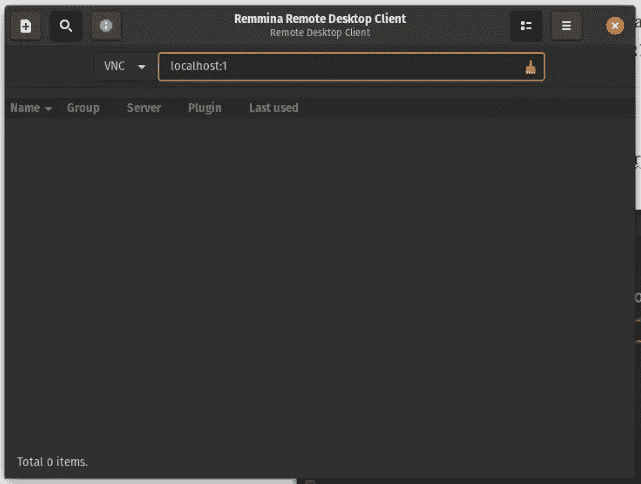 Remmina Remote Desktop Client
Remote Desktop Client
VNC localhost:1
Name Group Server Plugin Last used
Total 0 items.